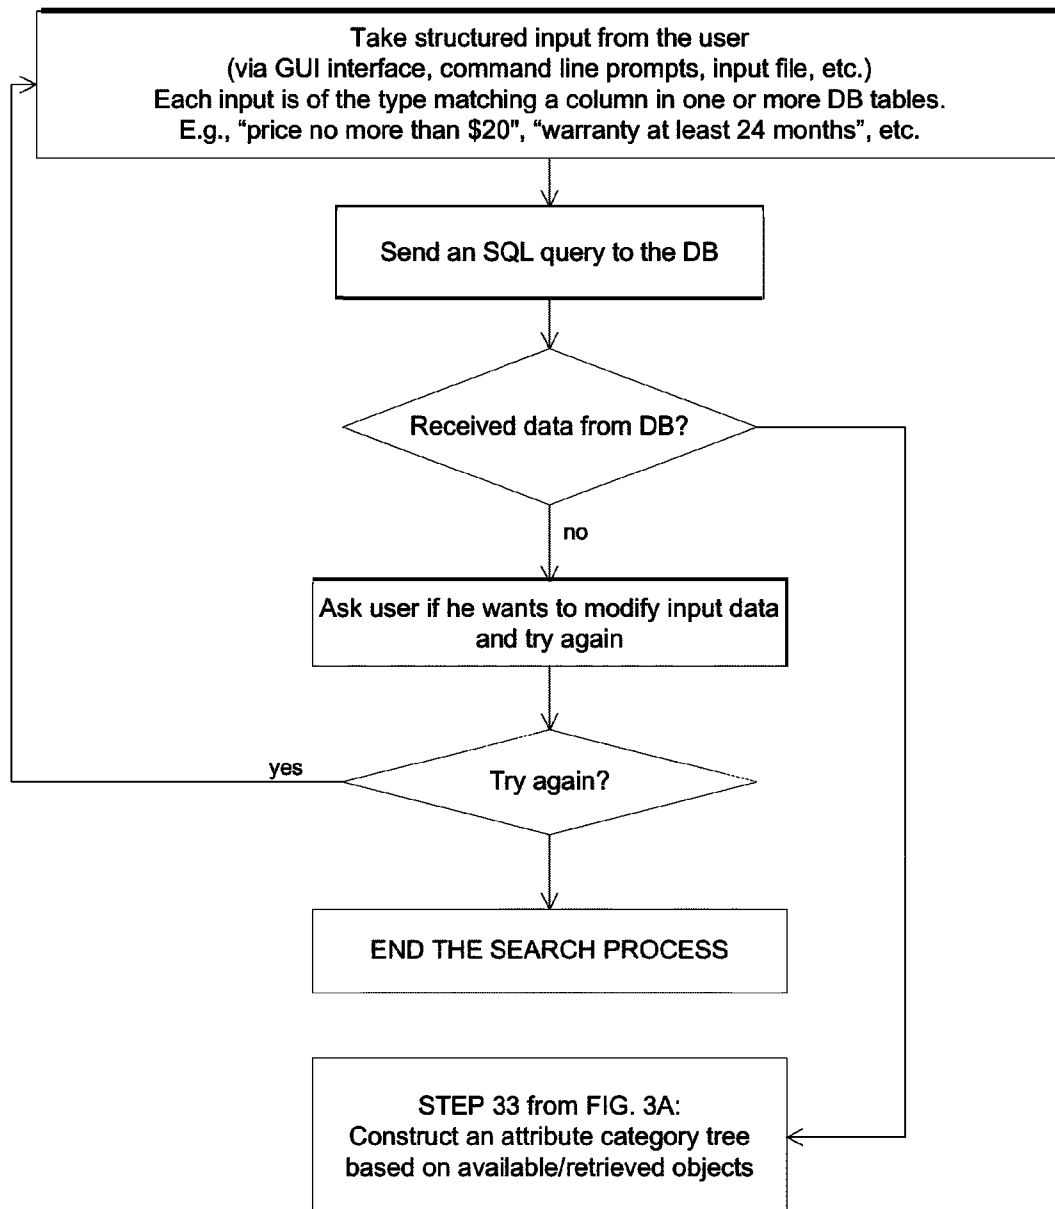 Take structured input from the user
(via GUI interface, command line prompts, input file, etc.)
Each input is of the type matching a column in one or more DB tables.
E.g., “price no more than $20", “warranty at least 24 months”, etc.
Send an SQL query to the DB
Received data from DB?
no
Ask user if he wants to modify input data
and try again
yes
Try again?
END THE SEARCH PROCESS
STEP 33 from FIG. 3A:
Construct an attribute category tree
based on available/retrieved objects